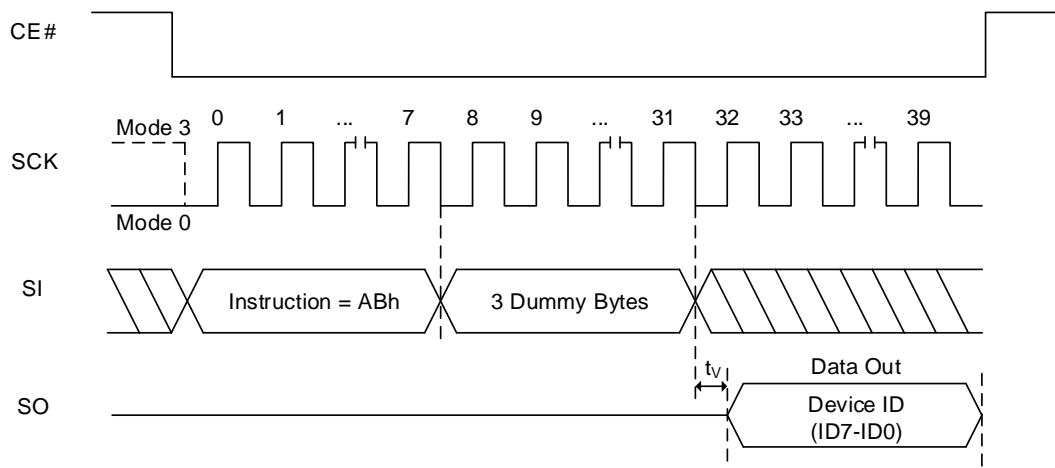 CE#
0 1 ... 7 8 9 ... 31 32 33 ... 39
Mode 3
SCK
Mode 0
SI
Instruction = ABh
3 Dummy Bytes
tV
Data Out
SO
Device ID
(ID7-ID0)